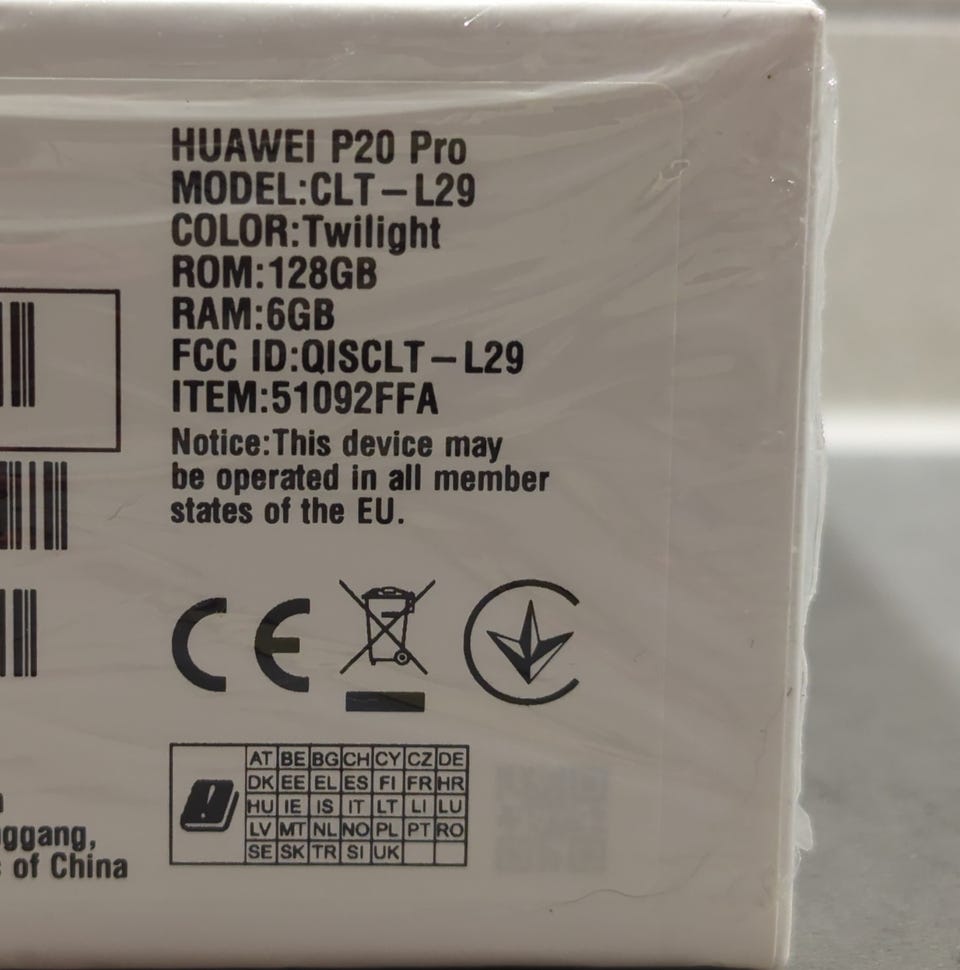 HUAWEI P20 Pro
MODEL:CLT-L29
COLOR:Twilight
ROM:128GB
RAM:6GB
FCC ID:QISCLT-L29
ITEM:51092FFA
Notice:This device may
be operated in all member
states of the EU.
CE
AT BE BG CH CY CZ DE
DK EE EL ES FI FR HR
HU IE IS IT LT LI LU
LV MT NL NO PL PT RO
SE SK TR SI UK
ggang,
of China